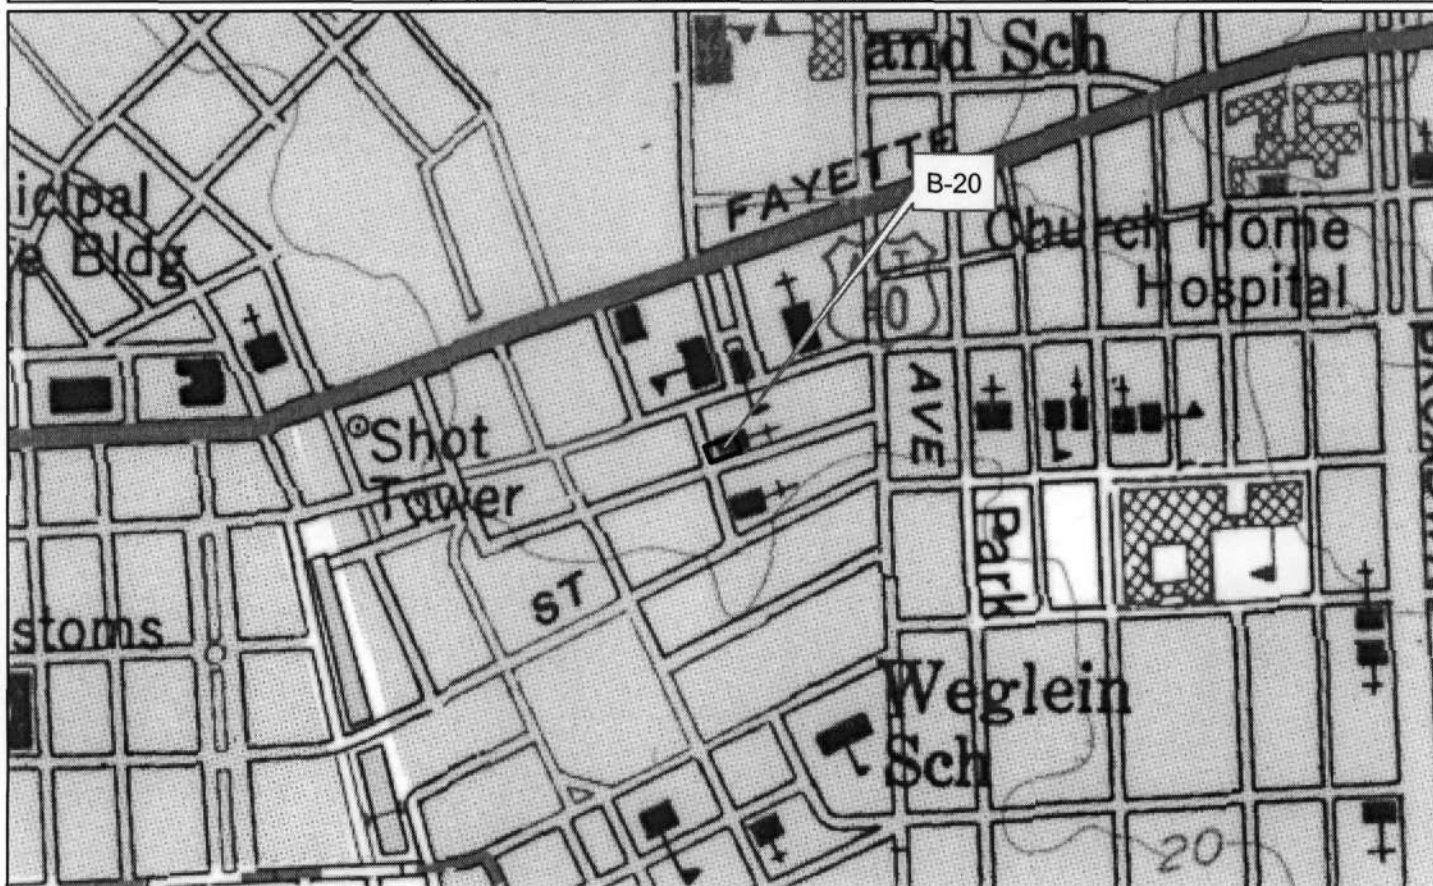 and Sch
FAYETTE
B-20
icipal
e Bldg
Church Home
Hospital
40
AVE
Shot
Tower
Park
ST
stoms
Weglein
Sch
20